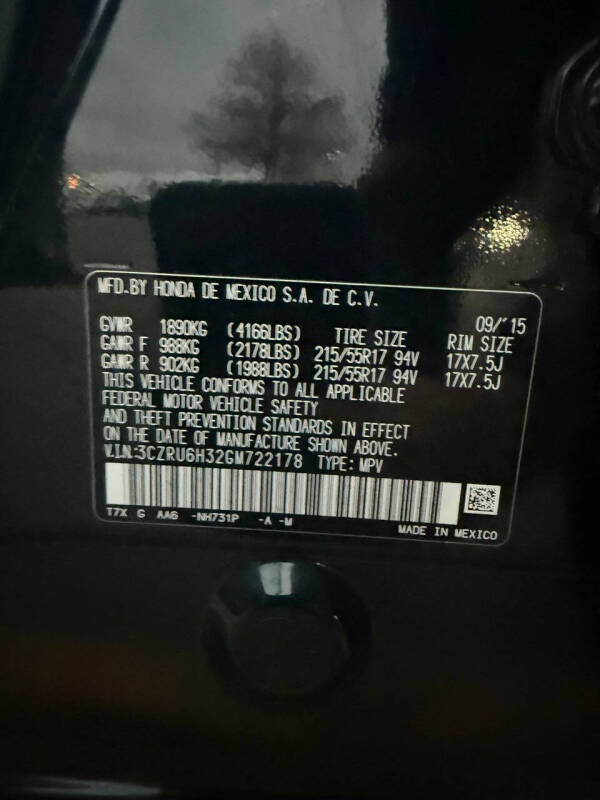 MFD.BY HONDA DE MEXICO S.A. DE C.V.
09/'15
GVWR 1890KG (4166LBS) TIRE SIZE RIM SIZE
GAWR F 988KG (2178LBS) 215/55R17 94V 17X7.5J
GAWR R 902KG (1988LBS) 215/55R17 94V 17X7.5J
THIS VEHICLE CONFORMS TO ALL APPLICABLE
FEDERAL MOTOR VEHICLE SAFETY
AND THEFT PREVENTION STANDARDS IN EFFECT
ON THE DATE OF MANUFACTURE SHOWN ABOVE.
V.I.N.:3CZRU6H32GM722178 TYPE: MPV
T7X G AA6 -NH731P -A -M
MADE IN MEXICO